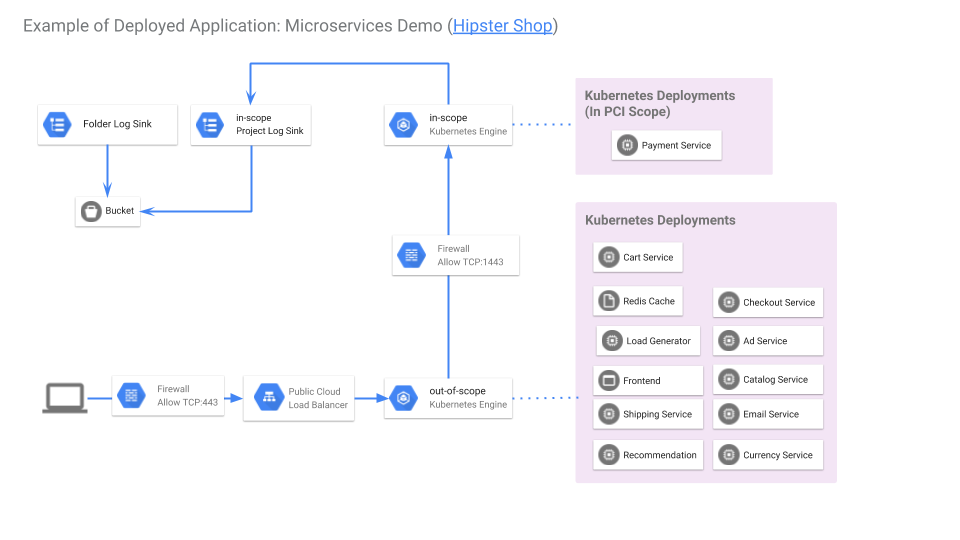 Example of Deployed Application: Microservices Demo (Hipster Shop)
Folder Log Sink
in-scope
Project Log Sink
in-scope
Kubernetes Engine
Kubernetes Deployments
(In PCI Scope)
Payment Service
Bucket
Firewall
Allow TCP:1443
Kubernetes Deployments
Cart Service
Redis Cache
Checkout Service
Load Generator
Ad Service
Frontend
Catalog Service
Shipping Service
Email Service
Recommendation
Currency Service
Firewall
Allow TCP:443
Public Cloud
Load Balancer
out-of-scope
Kubernetes Engine